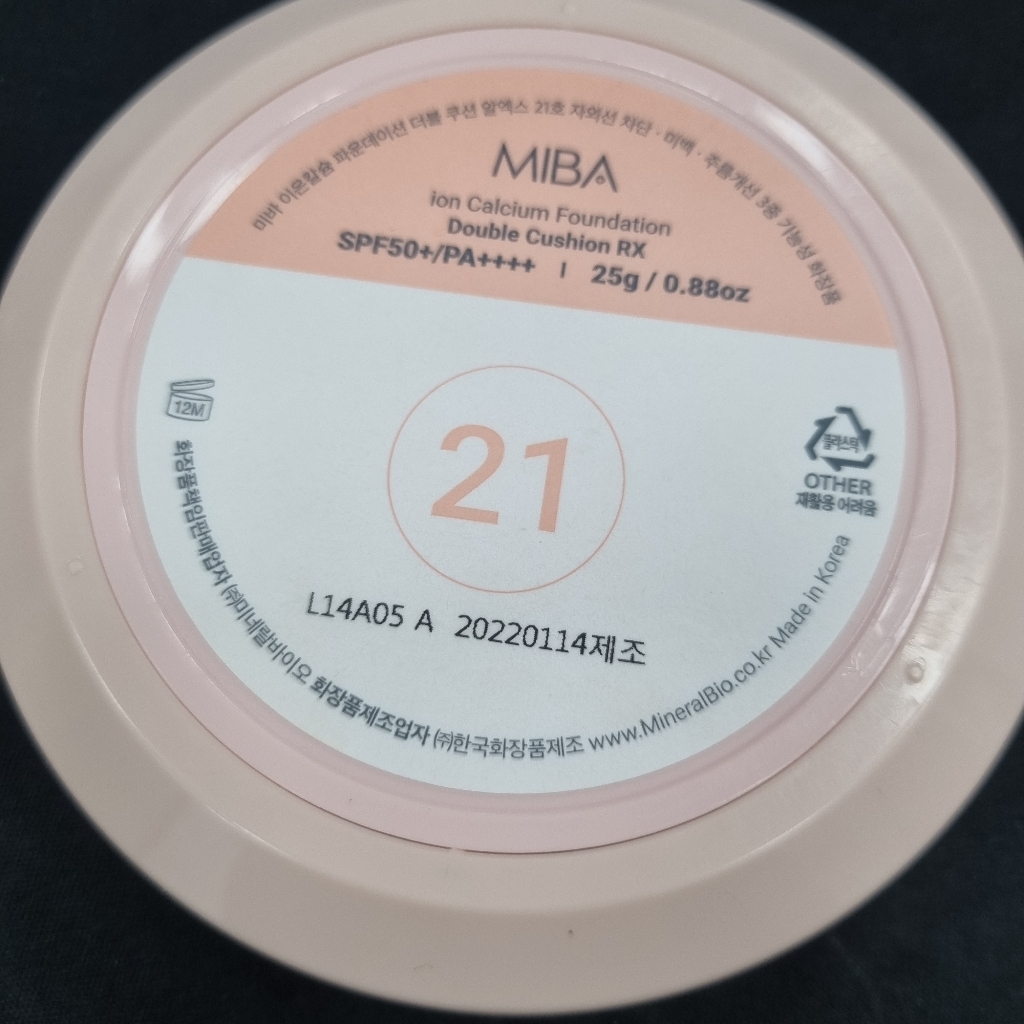 미바 이온칼슘 파운데이션 더블 쿠션 알엑스 21호 자외선 차단 · 미백 · 주름개선 3중 기능성 화장품
MIBA
ion Calcium Foundation
Double Cushion RX
SPF50+/PA++++ | 25g / 0.88oz
12M
21
플라스틱
OTHER
재활용 어려움
L14A05 A 20220114제조
화장품책임판매업자 ㈜미네랄바이오 화장품제조업자 ㈜한국화장품제조 www.MineralBio.co.kr Made in Korea